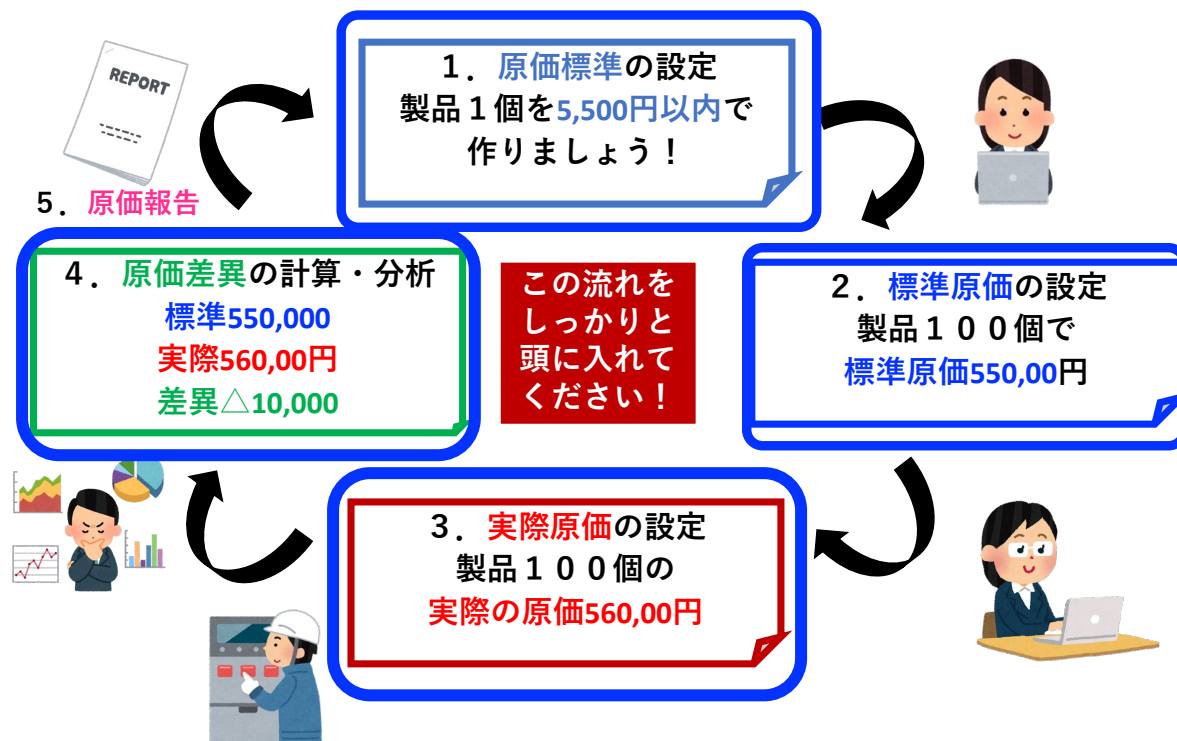 REPORT
1．原価標準の設定
製品1個を5,500円以内で
作りましょう！
5．原価報告
4．原価差異の計算・分析
標準550,000
実際560,00円
差異△10,000
この流れを
しっかりと
頭に入れて
ください！
2．標準原価の設定
製品１００個で
標準原価550,00円
3．実際原価の設定
製品１００個の
実際の原価560,00円